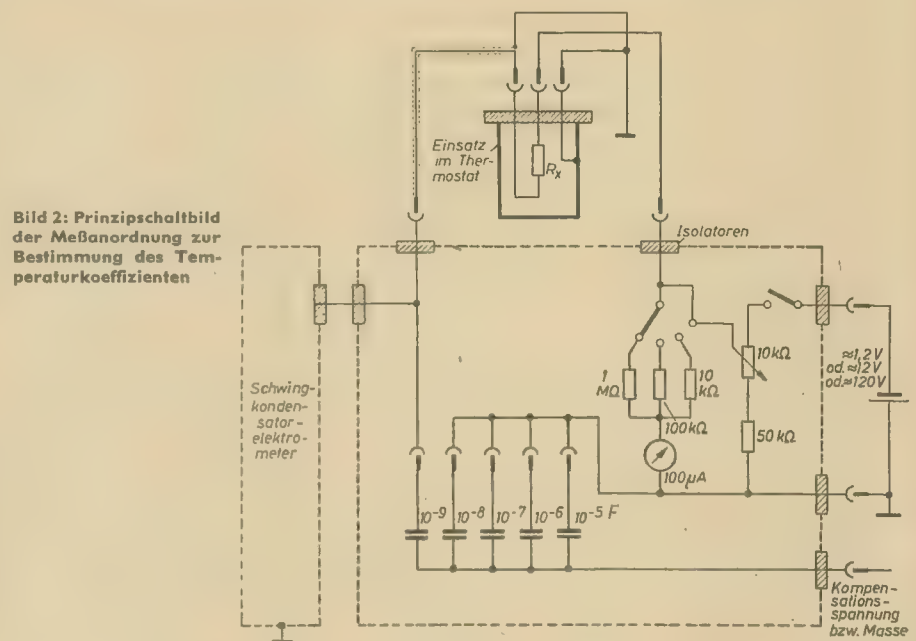 Bild 2: Prinzipschaltbild
der Meßanordnung zur
Bestimmung des Tem-
peraturkoeffizienten
Einsatz
im Ther-
mostat
Rx
Isolatoren
Schwing-
konden-
sator-
elektro-
meter
1
MΩ
100kΩ
10
kΩ
100µA
10kΩ
50kΩ
≈1,2V
od.≈12V
od.≈120V
10⁻⁹ 10⁻⁸ 10⁻⁷ 10⁻⁶ 10⁻⁵ F
Kompen-
sations-
spannung
bzw. Masse